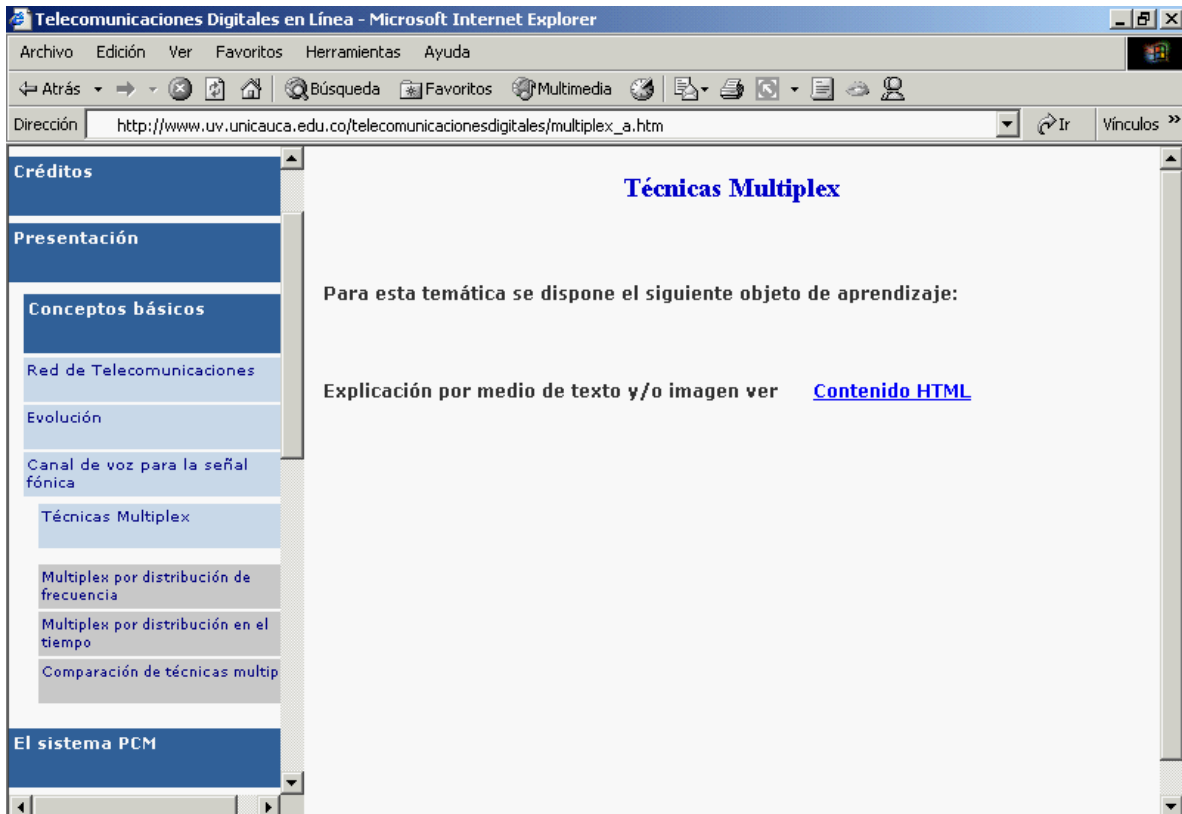 Telecomunicaciones Digitales en Línea - Microsoft Internet Explorer
Archivo Edición Ver Favoritos Herramientas Ayuda
Atrás Búsqueda Favoritos Multimedia
Dirección http://www.uv.unicauca.edu.co/telecomunicacionesdigitales/multiplex_a.htm Ir Vínculos »
Créditos
Presentación
Conceptos básicos
Red de Telecomunicaciones
Evolución
Canal de voz para la señal
fónica
Técnicas Multiplex
Multiplex por distribución de
frecuencia
Multiplex por distribución en el
tiempo
Comparación de técnicas multip
El sistema PCM
Técnicas Multiplex
Para esta temática se dispone el siguiente objeto de aprendizaje:
Explicación por medio de texto y/o imagen ver Contenido HTML